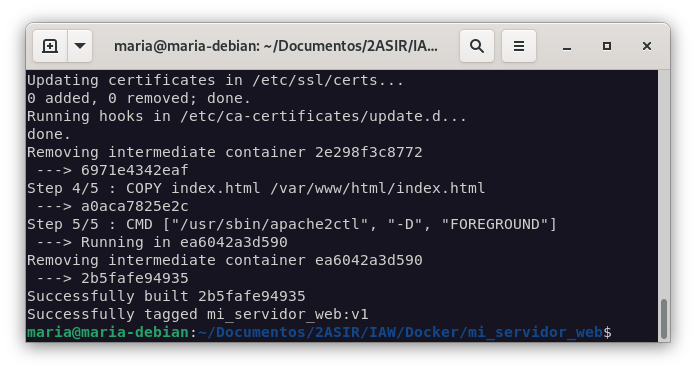 maria@maria-debian: ~/Documentos/2ASIR/IA...
Updating certificates in /etc/ssl/certs...
0 added, 0 removed; done.
Running hooks in /etc/ca-certificates/update.d...
done.
Removing intermediate container 2e298f3c8772
 ---> 6971e4342eaf
Step 4/5 : COPY index.html /var/www/html/index.html
 ---> a0aca7825e2c
Step 5/5 : CMD ["/usr/sbin/apache2ctl", "-D", "FOREGROUND"]
 ---> Running in ea6042a3d590
Removing intermediate container ea6042a3d590
 ---> 2b5fafe94935
Successfully built 2b5fafe94935
Successfully tagged mi_servidor_web:v1
maria@maria-debian:~/Documentos/2ASIR/IAW/Docker/mi_servidor_web$